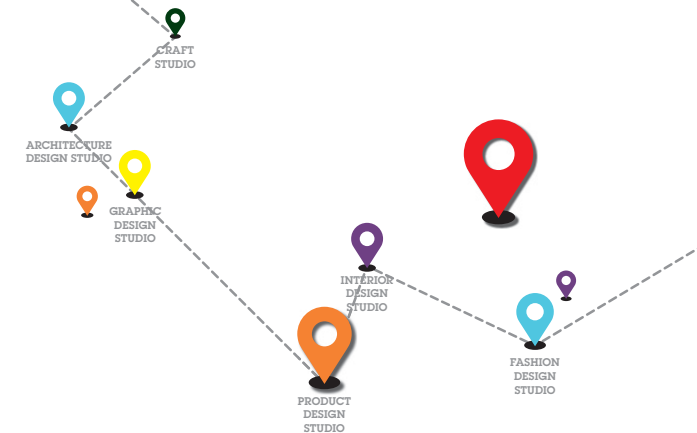 CRAFT
STUDIO
ARCHITECTURE
DESIGN STUDIO
GRAPHIC
DESIGN
STUDIO
INTERIOR
DESIGN
STUDIO
FASHION
DESIGN
STUDIO
PRODUCT
DESIGN
STUDIO